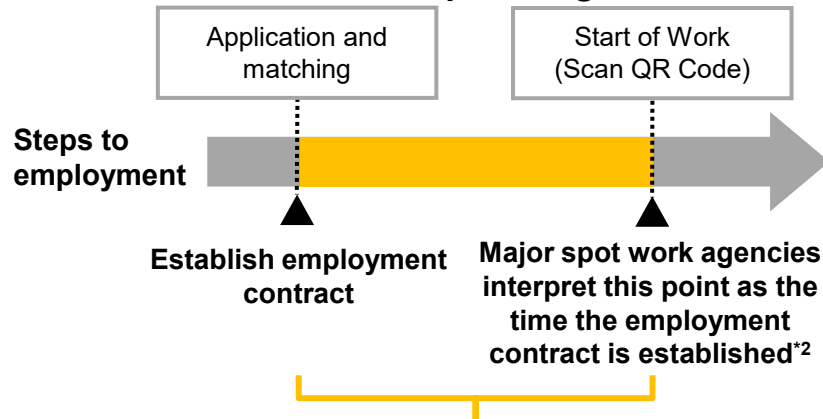 Application and
matching
Start of Work
(Scan QR Code)
Steps to
employment
Establish employment
contract
Major spot work agencies
interpret this point as the
time the employment
contract is established*2